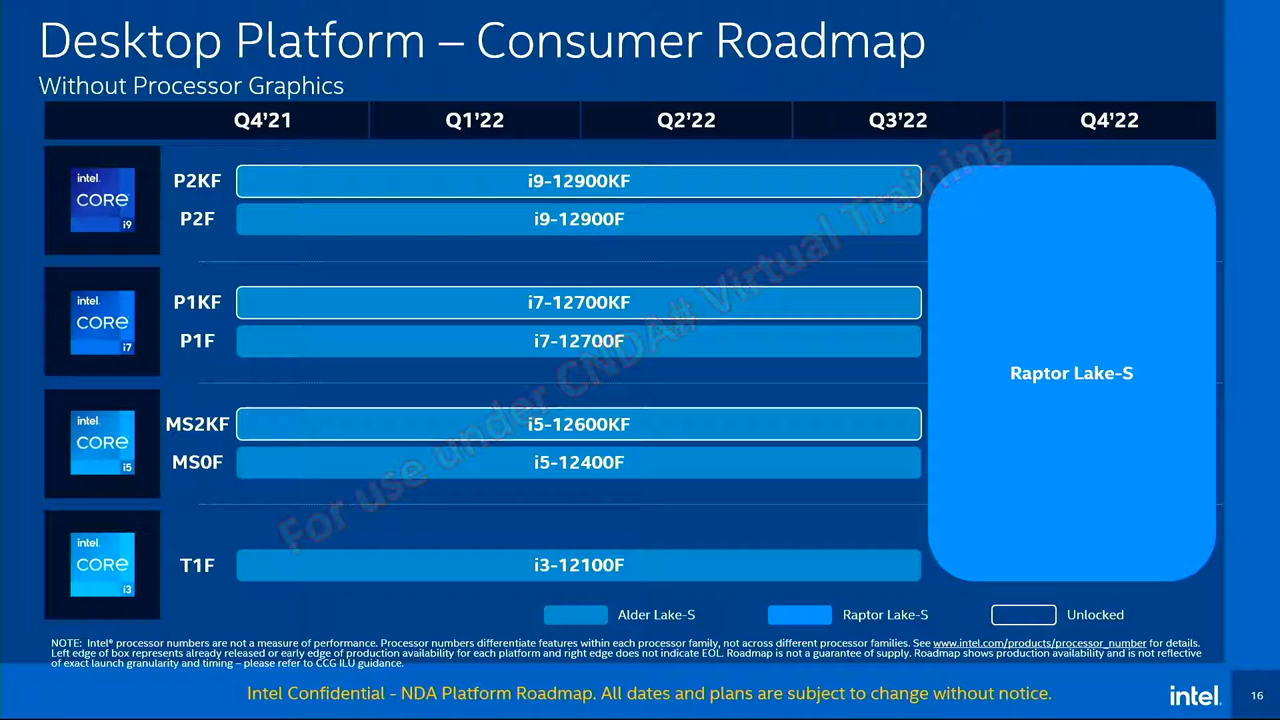 Desktop Platform – Consumer Roadmap
Without Processor Graphics
Q4’21 Q1’22 Q2’22 Q3’22 Q4’22
intel. CORE i9
P2KF i9-12900KF
P2F i9-12900F
intel. CORE i7
P1KF i7-12700KF
P1F i7-12700F
Raptor Lake-S
intel. CORE i5
MS2KF i5-12600KF
MS0F i5-12400F
intel. CORE i3
T1F i3-12100F
For use under CNDA# Virtual Training
Alder Lake-S Raptor Lake-S Unlocked
NOTE: Intel® processor numbers are not a measure of performance. Processor numbers differentiate features within each processor family, not across different processor families. See www.intel.com/products/processor_number for details.
Left edge of box represents already released or early edge of production availability for each platform and right edge does not indicate EOL. Roadmap is not a guarantee of supply. Roadmap shows production availability and is not reflective
of exact launch granularity and timing – please refer to CCG ILU guidance.
Intel Confidential - NDA Platform Roadmap. All dates and plans are subject to change without notice.
intel. 16